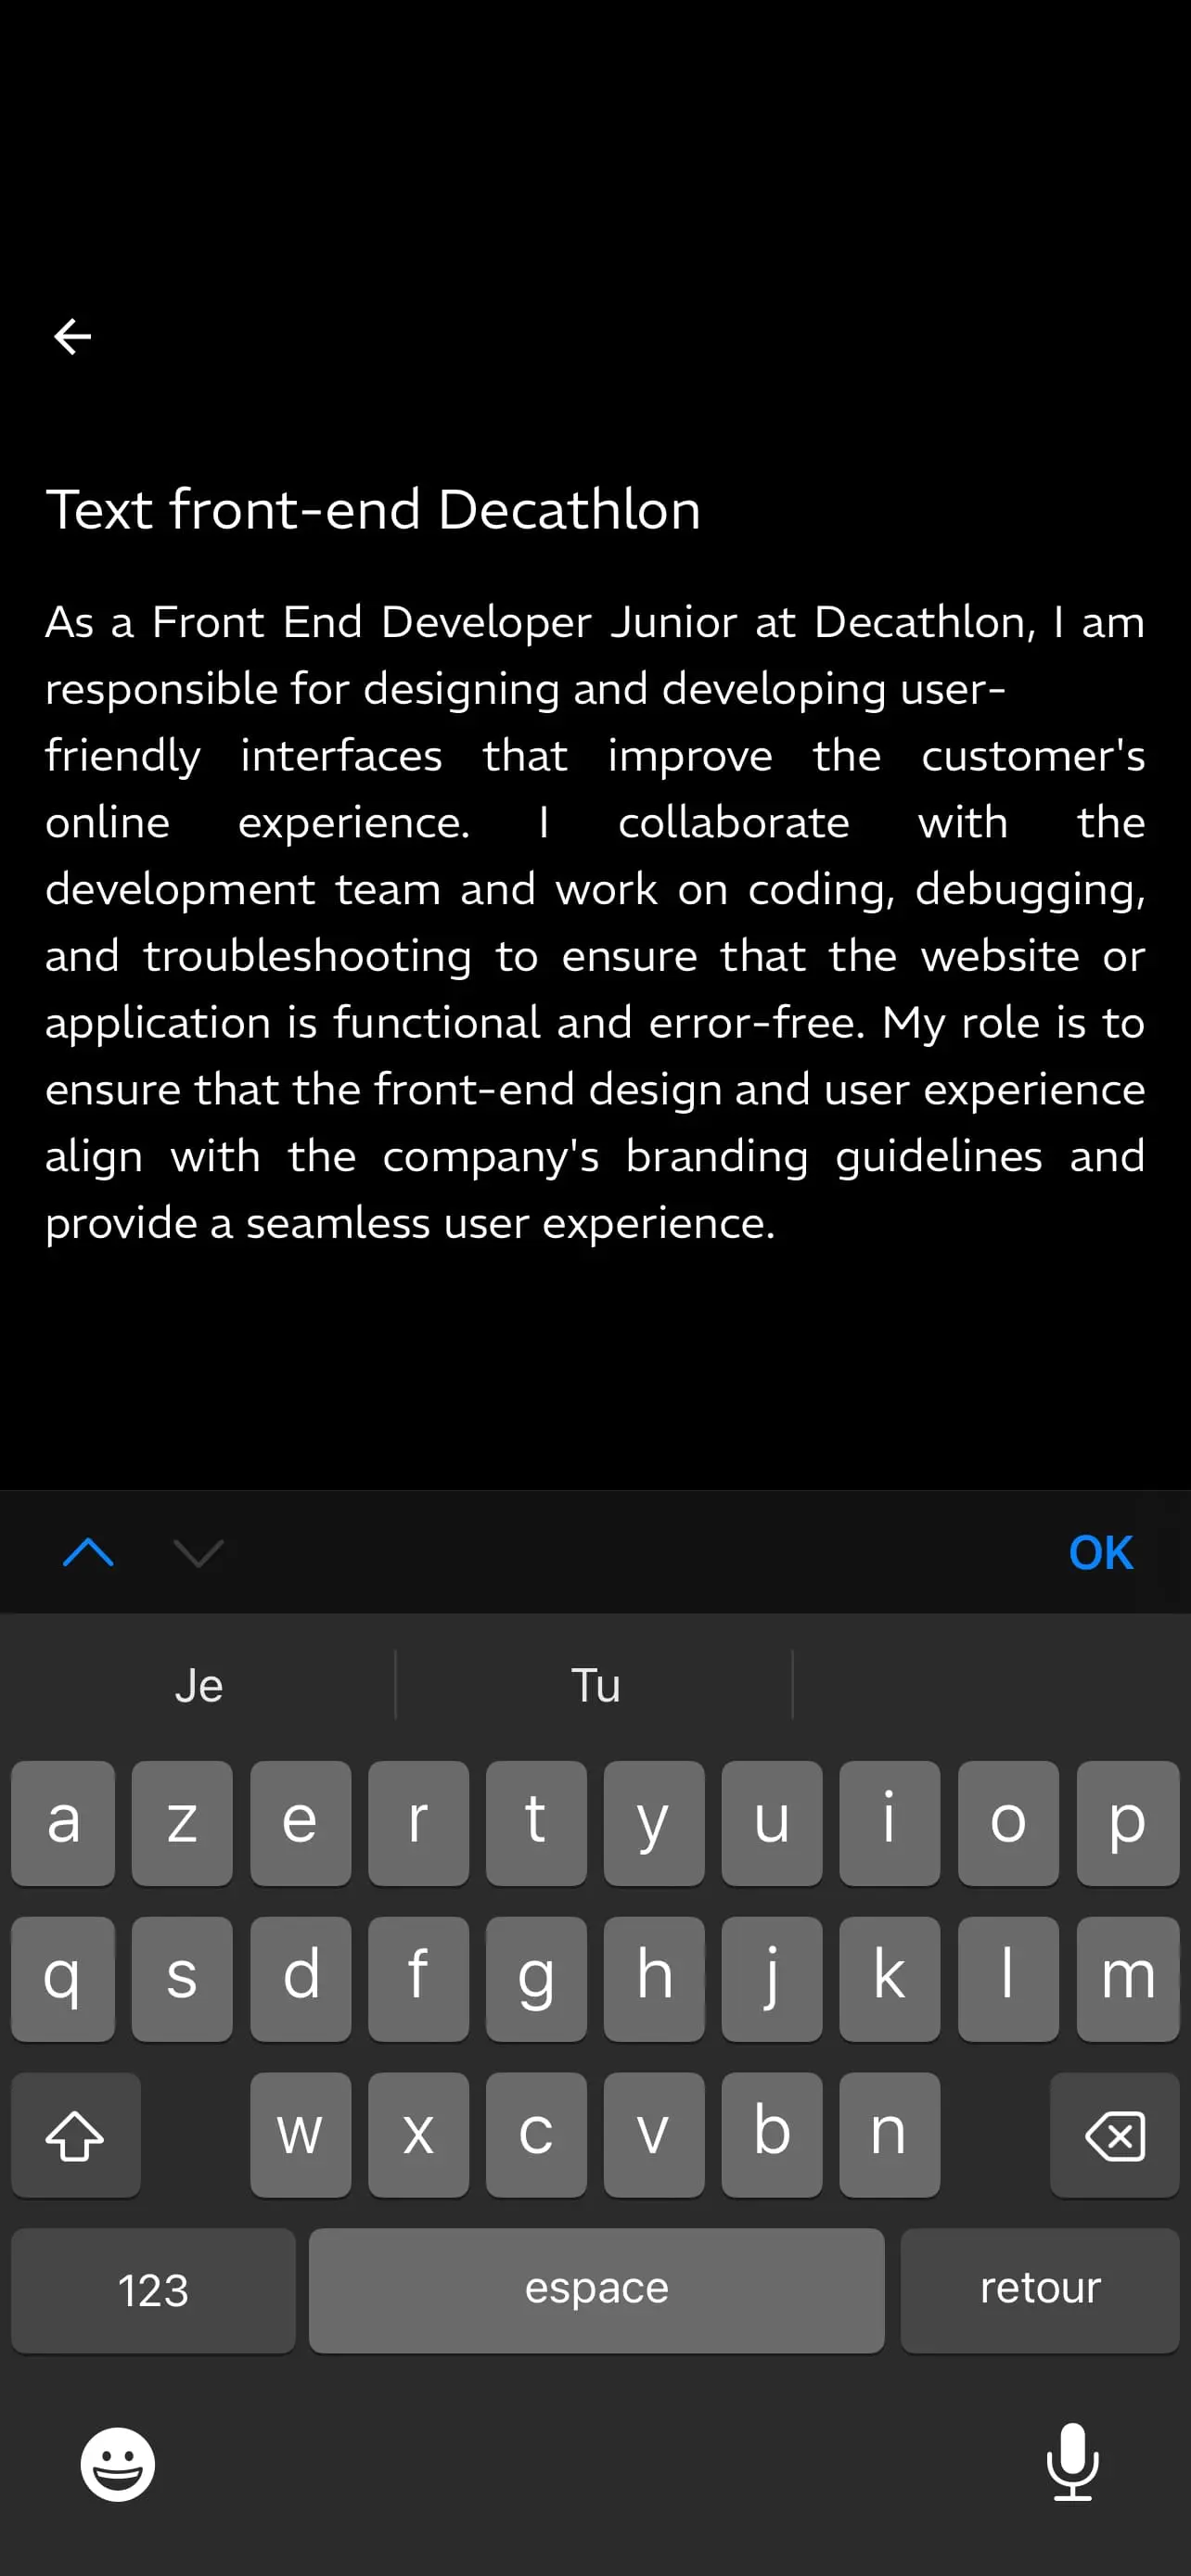 Text front-end Decathlon
As a Front End Developer Junior at Decathlon, I am
responsible for designing and developing user-
friendly interfaces that improve the customer's
online experience. I collaborate with the
development team and work on coding, debugging,
and troubleshooting to ensure that the website or
application is functional and error-free. My role is to
ensure that the front-end design and user experience
align with the company's branding guidelines and
provide a seamless user experience.
OK
Je Tu
a z e r t y u i o p
q s d f g h j k l m
w x c v b n
123 espace retour